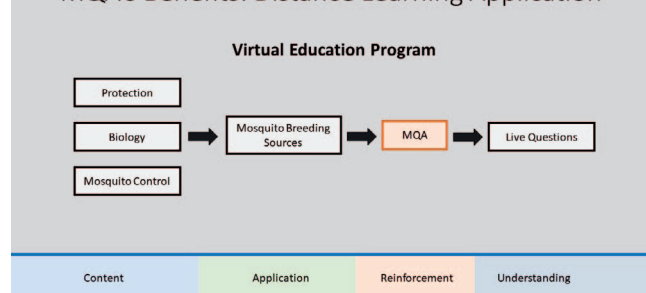 Virtual Education Program
Protection
Biology
Mosquito Control
Mosquito Breeding
Sources
MQA
Live Questions
Content
Application
Reinforcement
Understanding